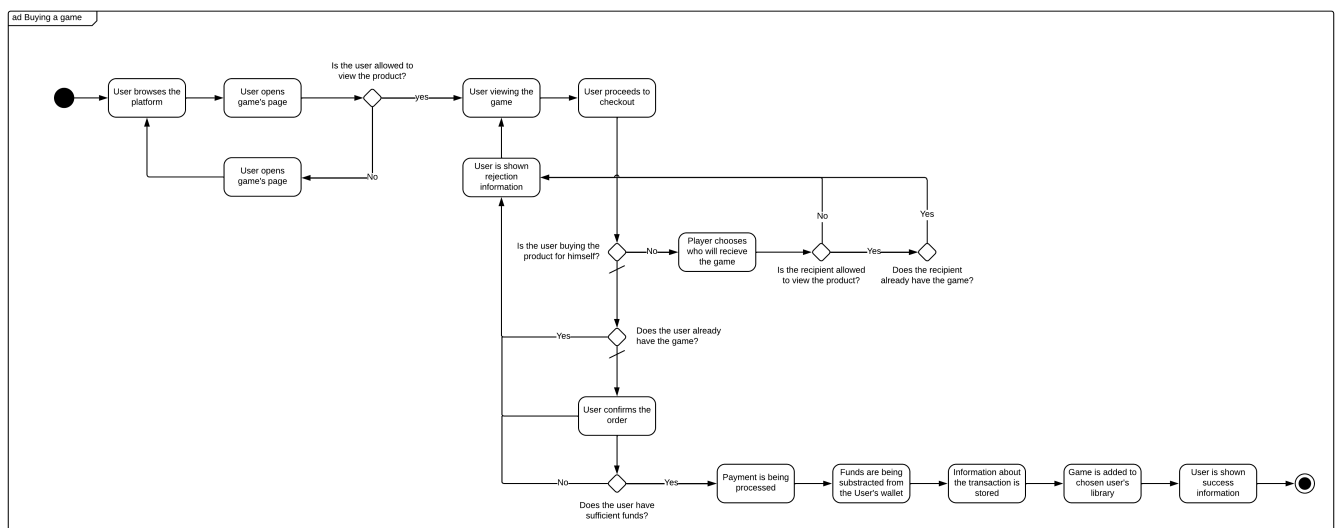 ad Buying a game
Is the user allowed to
view the product?
User browses the
platform
User opens
game's page
yes
User viewing the
game
User proceeds to
checkout
User opens
game's page
No
User is shown
rejection
information
No
Yes
Is the user buying the
product for himself?
No
Player chooses
who will recieve
the game
Yes
Is the recipient allowed
to view the product?
Does the recipient
already have the game?
Yes
Does the user already
have the game?
User confirms the
order
No
Yes
Does the user have
sufficient funds?
Payment is being
processed
Funds are being
substracted from
the User's wallet
Information about
the transaction is
stored
Game is added to
chosen user's
library
User is shown
success
information